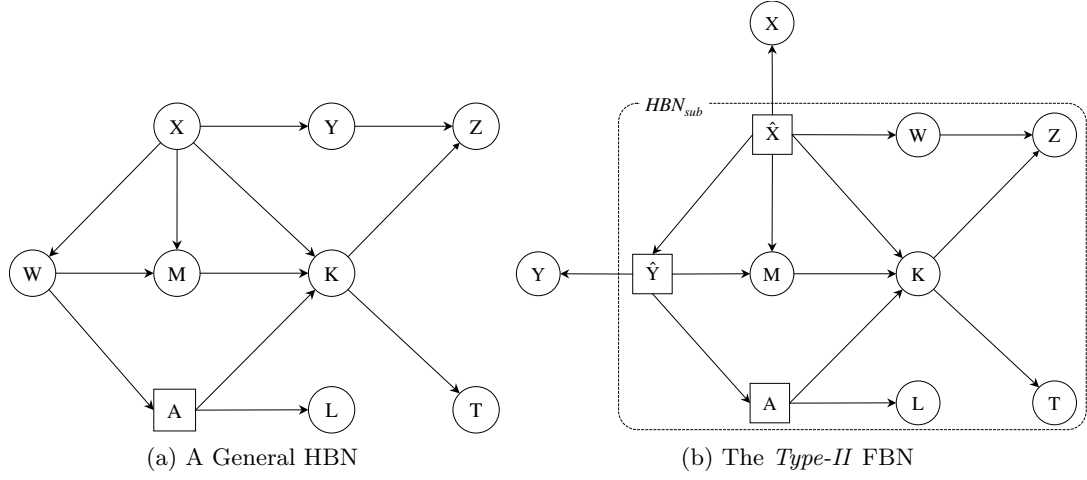 X
HBN_sub
X Y Z
X̂ W Z
W M K
Y Ŷ M K
A L T
A L T
(a) A General HBN
(b) The Type-II FBN